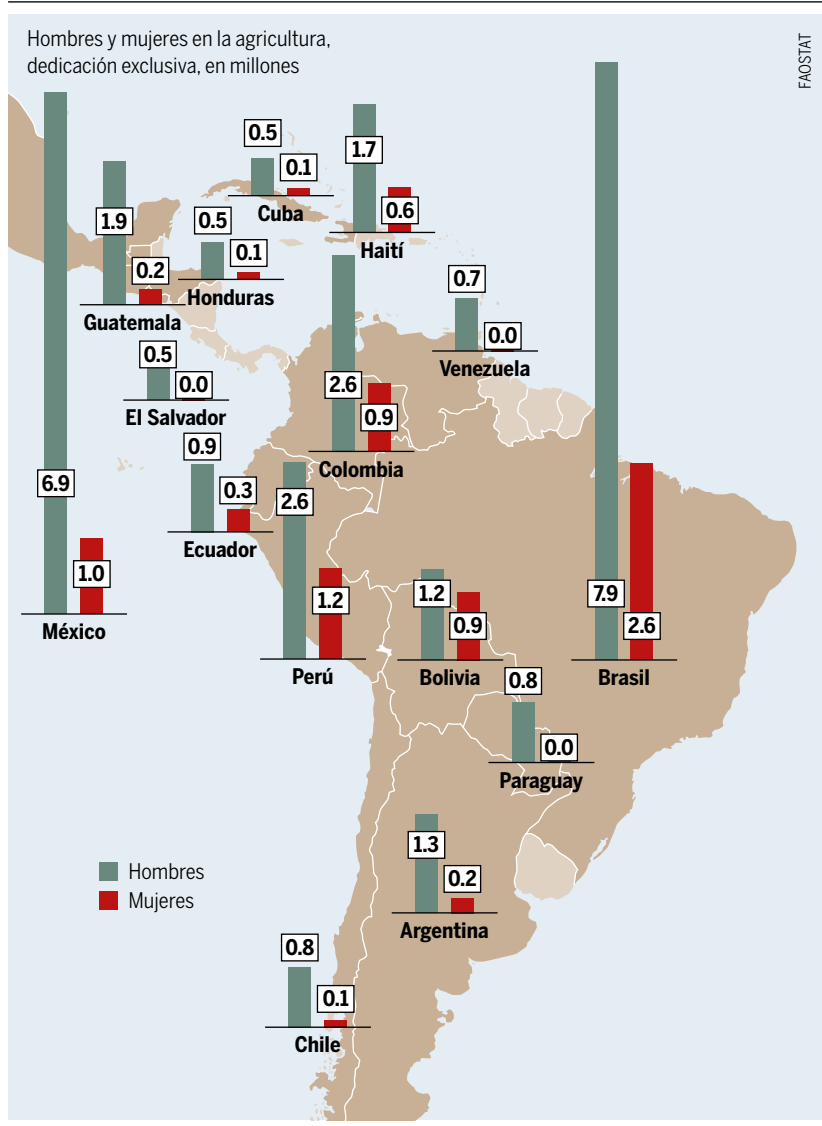 Hombres y mujeres en la agricultura,
dedicación exclusiva, en millones
FAOSTAT
0.5
0.1
Cuba
1.7
0.6
Haití
1.9
0.2
Guatemala
0.5
0.1
Honduras
0.7
0.0
Venezuela
0.5
0.0
El Salvador
2.6
0.9
Colombia
0.9
0.3
Ecuador
6.9
1.0
México
2.6
1.2
Perú
1.2
0.9
Bolivia
7.9
2.6
Brasil
0.8
0.0
Paraguay
Hombres
Mujeres
1.3
0.2
Argentina
0.8
0.1
Chile